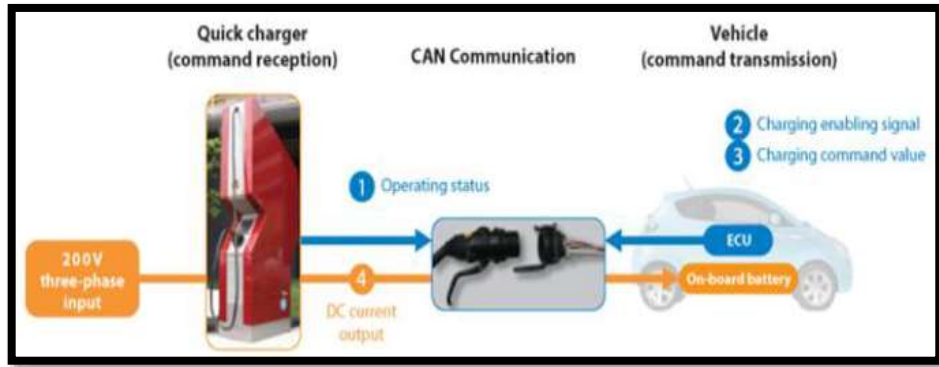 Quick charger
(command reception)
CAN Communication
Vehicle
(command transmission)
2 Charging enabling signal
3 Charging command value
1 Operating status
200V
three-phase
input
ECU
4
On-board battery
DC current
output